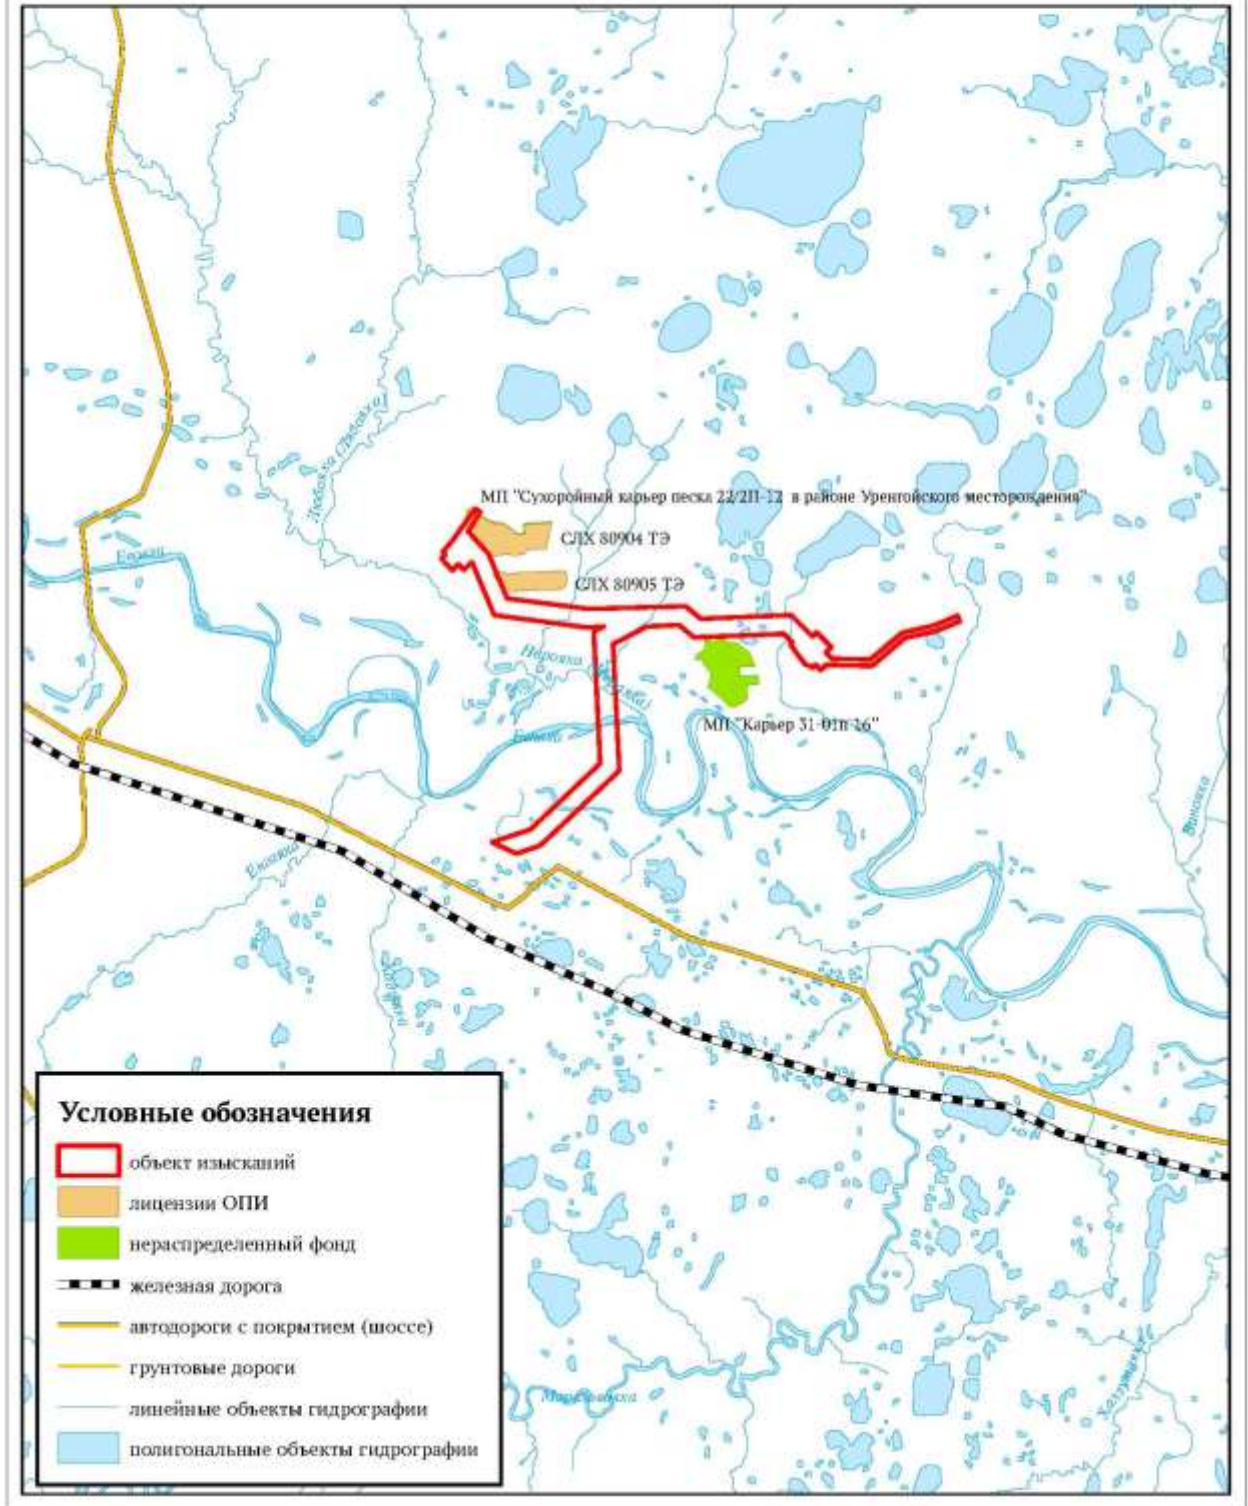 МП "Сухоройный карьер песка 22/2П-12 в районе Уренгойского месторождения"
СЛХ 80904 ТЭ
СЛХ 80905 ТЭ
Нерояха
МП "Карьер 31-01п-16"
Условные обозначения
объект изысканий
лицензии ОПИ
нераспределенный фонд
железная дорога
автодороги с покрытием (шоссе)
грунтовые дороги
линейные объекты гидрографии
полигональные объекты гидрографии